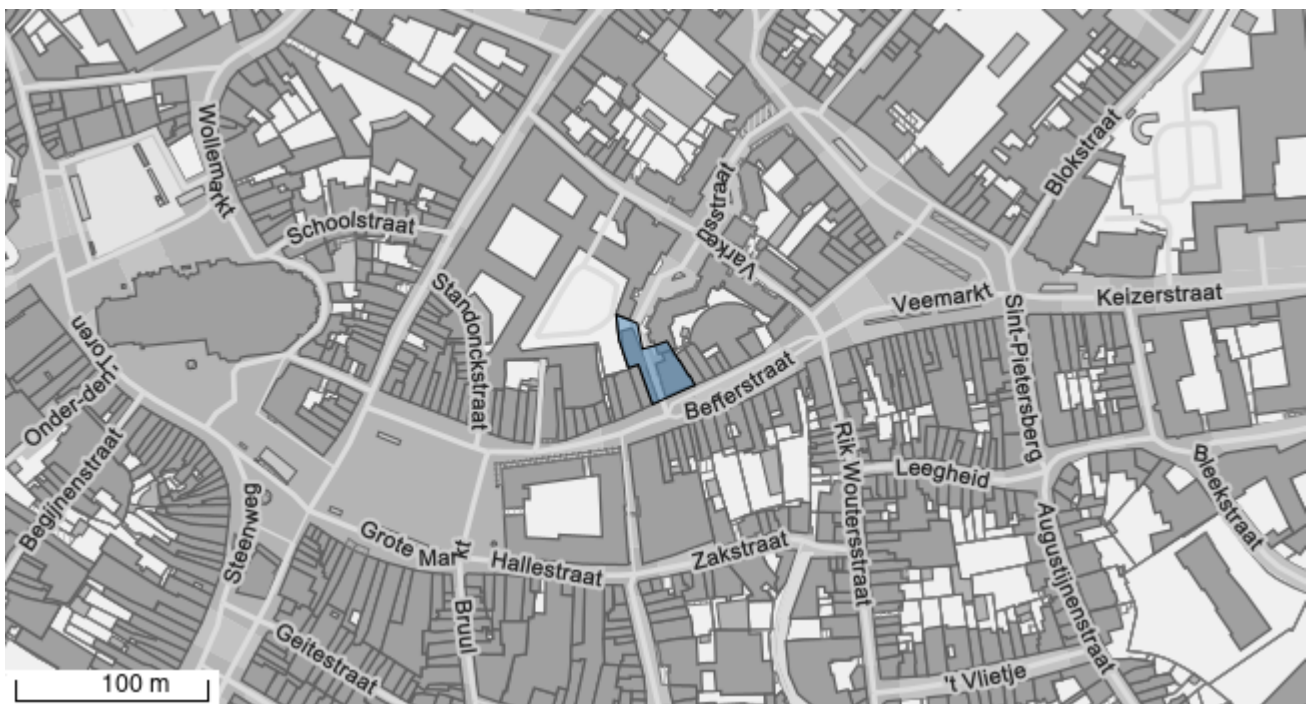 Wollemarkt
Blokstraat
Varkensstraat
Schoolstraat
Standonckstraat
Veemarkt
Keizerstraat
Onder-den-Toren
Befferstraat
Sint-Pietersberg
Beglijnenstraat
Steenweg
Rik Woutersstraat
Leegheid
Bleekstraat
Grote Markt
Hallestraat
Zakstraat
Augustijnenstraat
Bruul
Geitestraat
't Vlietje
100 m